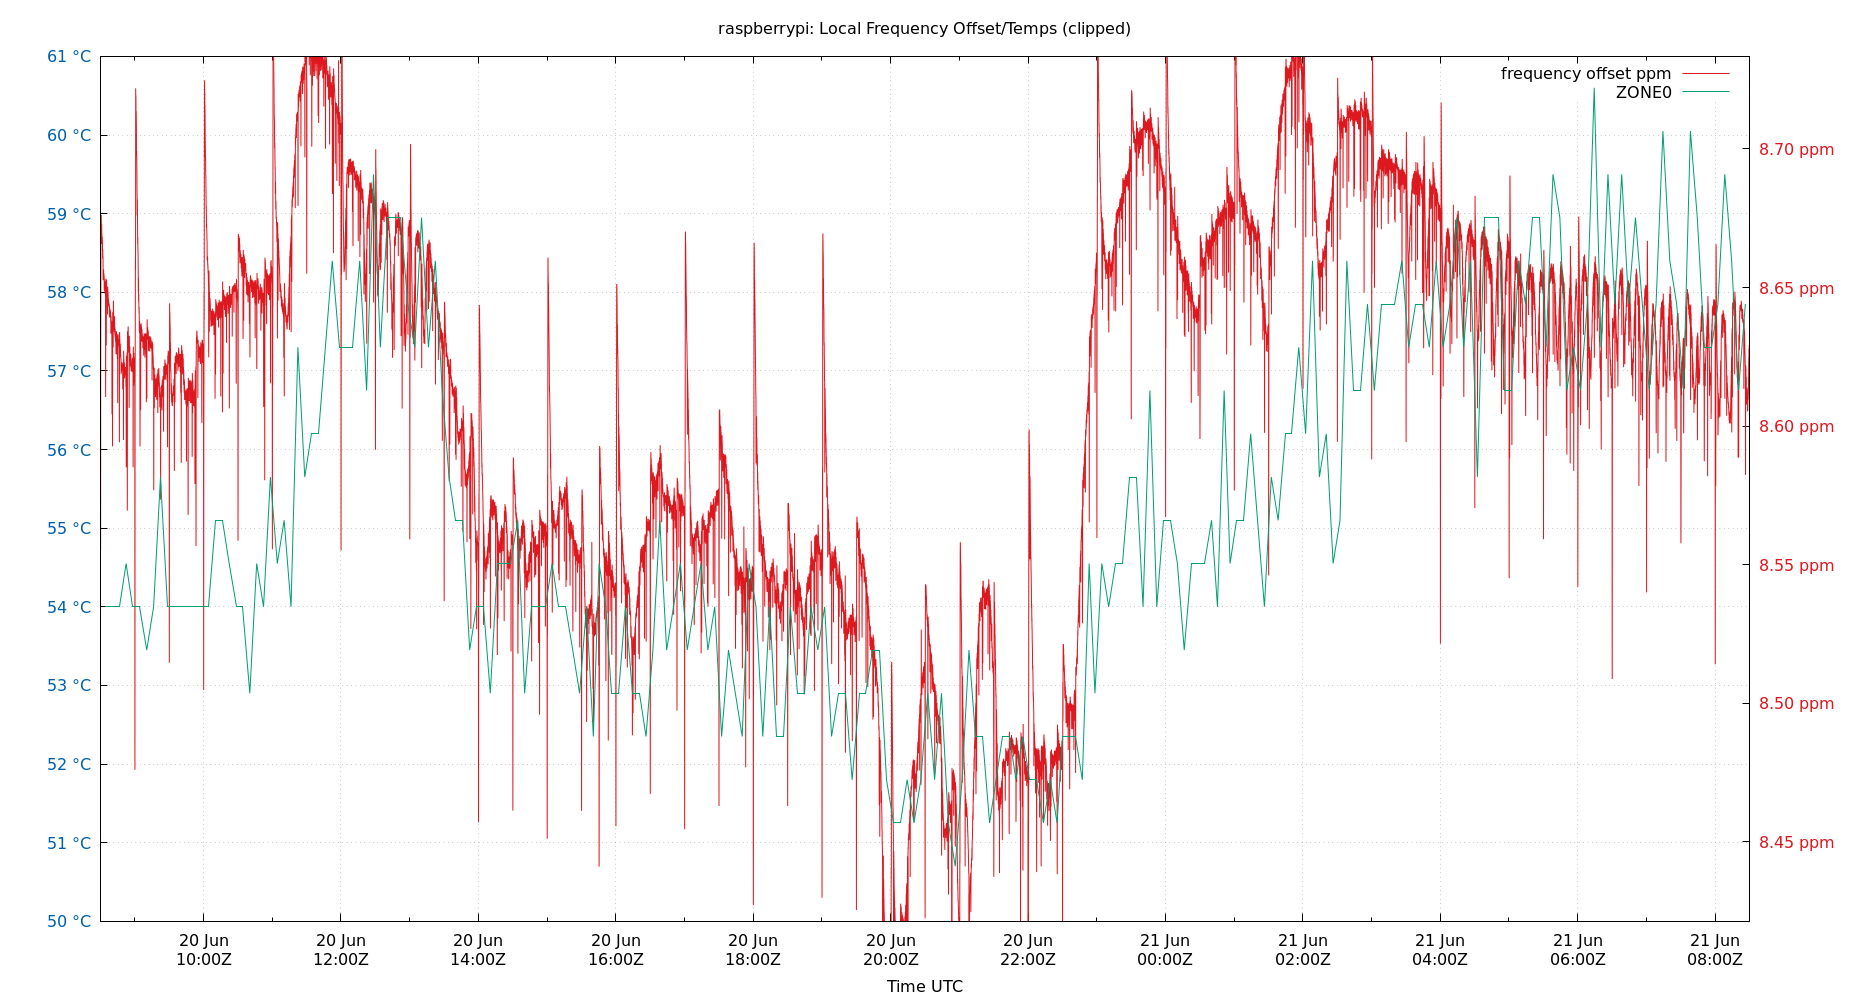 raspberrypi: Local Frequency Offset/Temps (clipped)
61 °C
60 °C
59 °C
58 °C
57 °C
56 °C
55 °C
54 °C
53 °C
52 °C
51 °C
50 °C
frequency offset ppm
ZONE0
8.70 ppm
8.65 ppm
8.60 ppm
8.55 ppm
8.50 ppm
8.45 ppm
20 Jun 20 Jun 20 Jun 20 Jun 20 Jun 20 Jun 20 Jun 21 Jun 21 Jun 21 Jun 21 Jun 21 Jun
10:00Z 12:00Z 14:00Z 16:00Z 18:00Z 20:00Z 22:00Z 00:00Z 02:00Z 04:00Z 06:00Z 08:00Z
Time UTC